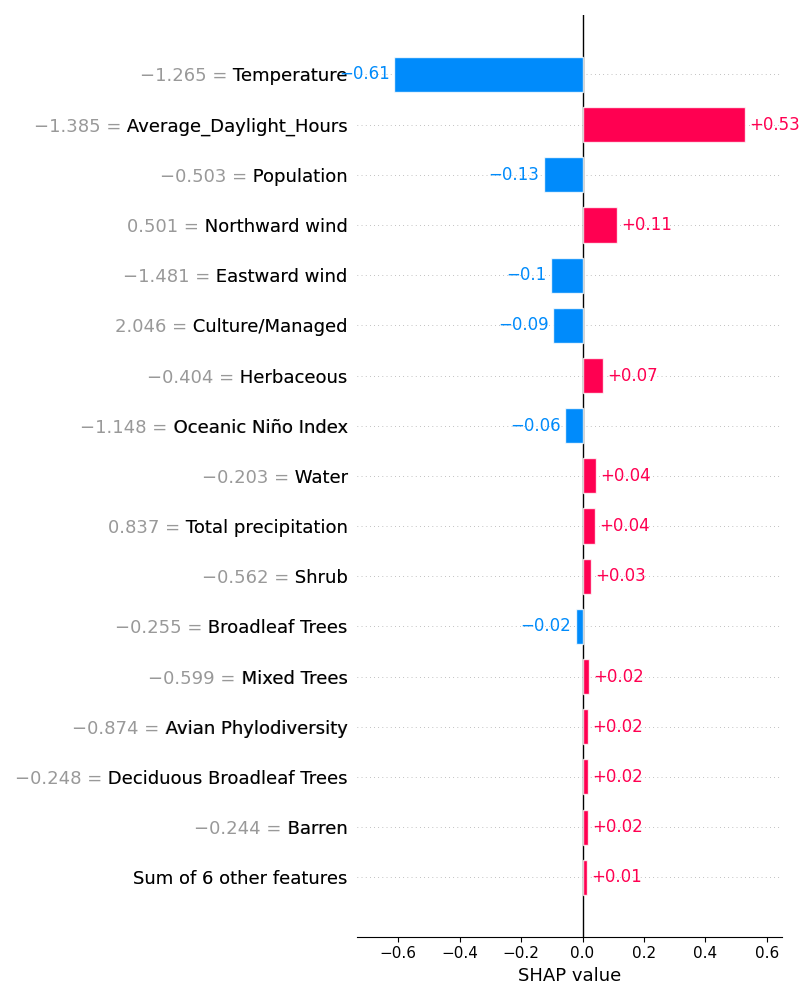 −1.265 = Temperature −0.61
−1.385 = Average_Daylight_Hours +0.53
−0.503 = Population −0.13
0.501 = Northward wind +0.11
−1.481 = Eastward wind −0.1
2.046 = Culture/Managed −0.09
−0.404 = Herbaceous +0.07
−1.148 = Oceanic Niño Index −0.06
−0.203 = Water +0.04
0.837 = Total precipitation +0.04
−0.562 = Shrub +0.03
−0.255 = Broadleaf Trees −0.02
−0.599 = Mixed Trees +0.02
−0.874 = Avian Phylodiversity +0.02
−0.248 = Deciduous Broadleaf Trees +0.02
−0.244 = Barren +0.02
Sum of 6 other features +0.01
−0.6 −0.4 −0.2 0.0 0.2 0.4 0.6
SHAP value